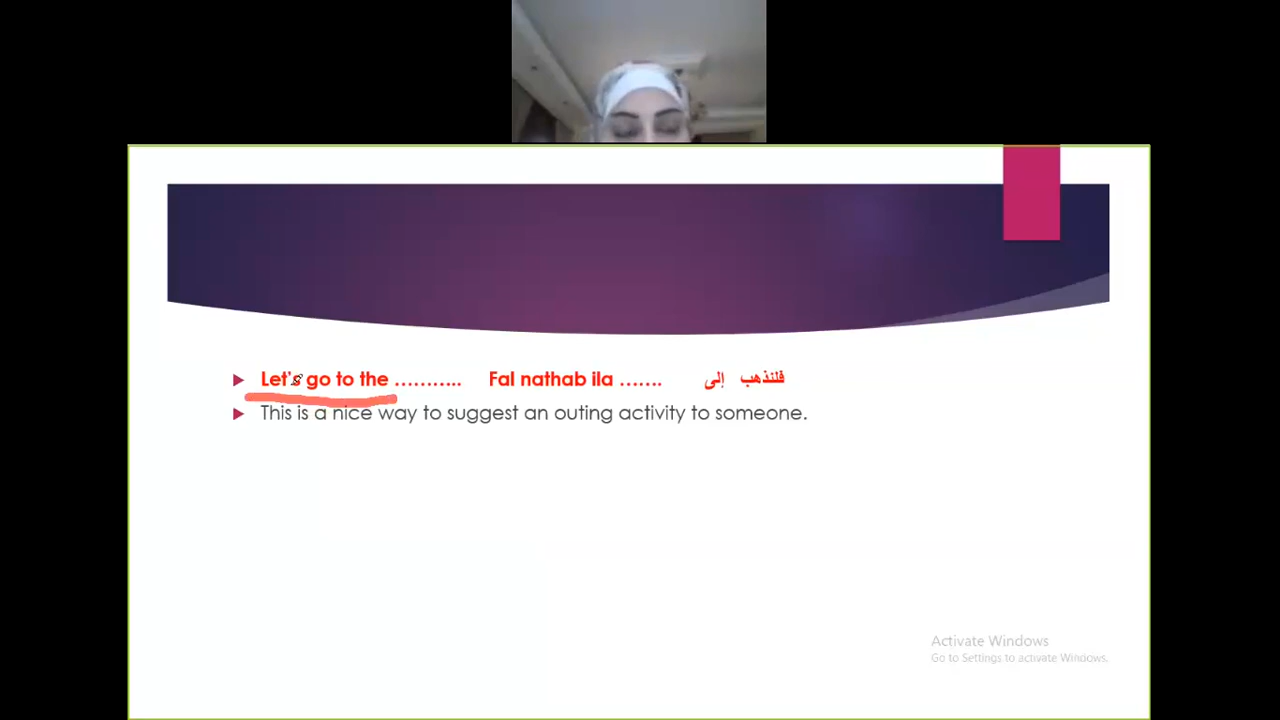 Let's go to the ……….. Fal nathab ila ……. فلنذهب إلى
This is a nice way to suggest an outing activity to someone.
Activate Windows
Go to Settings to activate Windows.